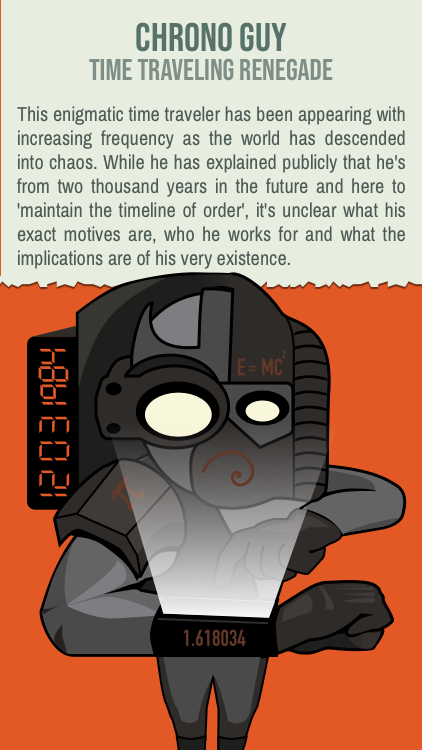 CHRONO GUY
TIME TRAVELING RENEGADE
This enigmatic time traveler has been appearing with
increasing frequency as the world has descended
into chaos. While he has explained publicly that he's
from two thousand years in the future and here to
'maintain the timeline of order', it's unclear what his
exact motives are, who he works for and what the
implications are of his very existence.
E = MC²
12 03 1984
π
1.618034